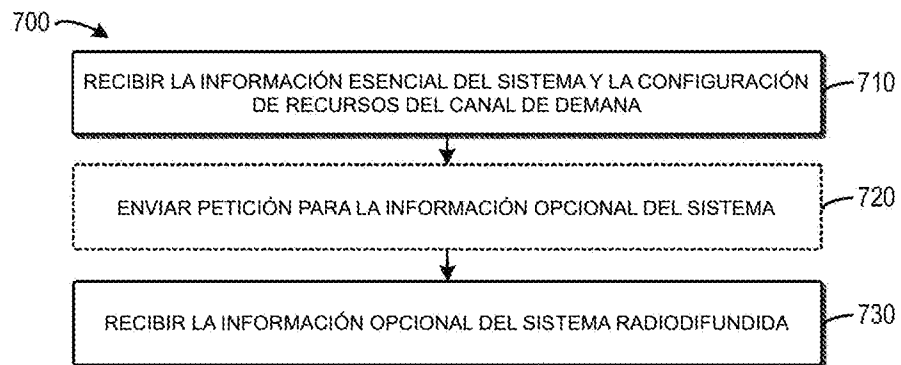 700
RECIBIR LA INFORMACIÓN ESENCIAL DEL SISTEMA Y LA CONFIGURACIÓN
DE RECURSOS DEL CANAL DE DEMANA
710
ENVIAR PETICIÓN PARA LA INFORMACIÓN OPCIONAL DEL SISTEMA
720
RECIBIR LA INFORMACIÓN OPCIONAL DEL SISTEMA RADIODIFUNDIDA
730